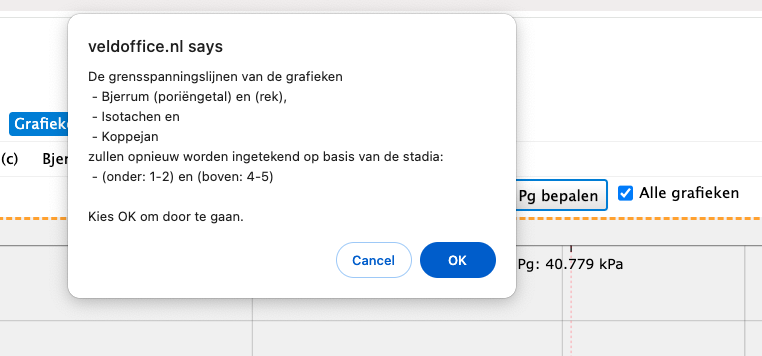 veldoffice.nl says
De grensspanningslijnen van de grafieken
- Bjerrum (poriëngetal) en (rek),
- Isotachen en
- Koppejan
zullen opnieuw worden ingetekend op basis van de stadia:
- (onder: 1-2) en (boven: 4-5)
Kies OK om door te gaan.
Cancel OK
(c)
Pg bepalen Alle grafieken
Pg: 40.779 kPa